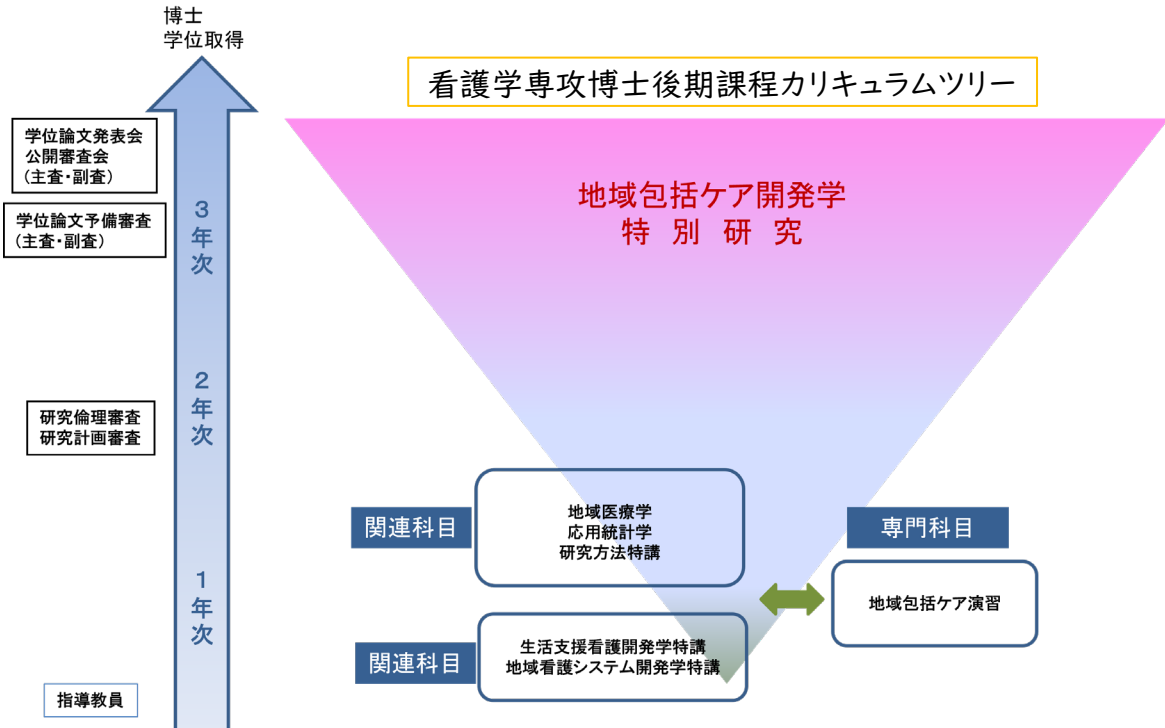 博士
学位取得
看護学専攻博士後期課程カリキュラムツリー
学位論文発表会
公開審査会
(主査・副査)
学位論文予備審査
(主査・副査)
3年次
地域包括ケア開発学
特別研究
2年次
研究倫理審査
研究計画審査
関連科目
地域医療学
応用統計学
研究方法特講
専門科目
地域包括ケア演習
1年次
関連科目
生活支援看護開発学特講
地域看護システム開発学特講
指導教員